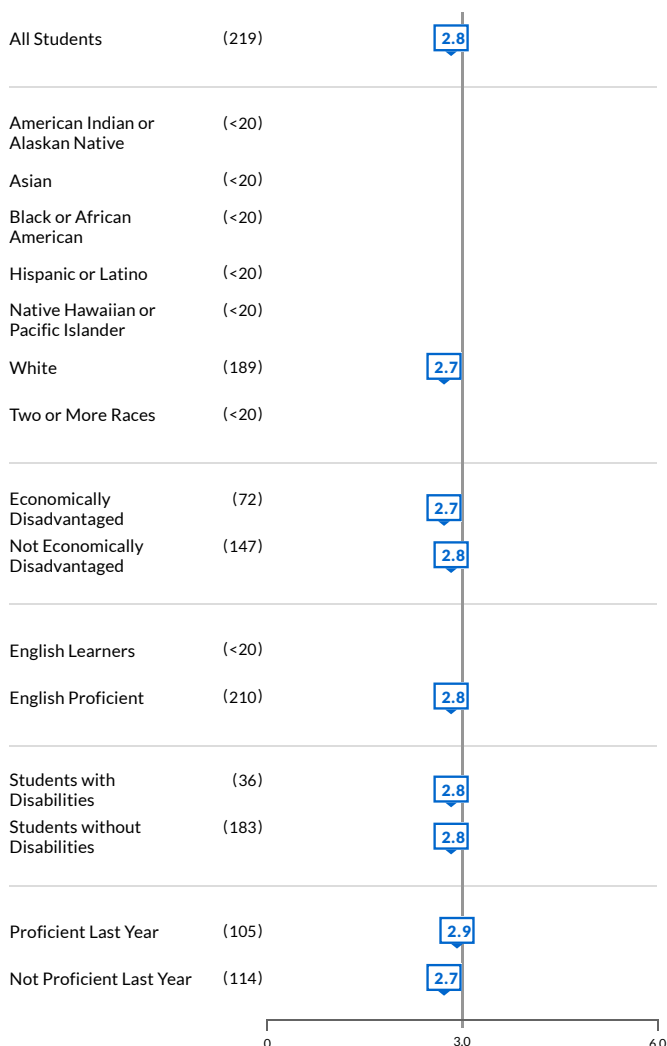 All Students (219) 2.8
American Indian or (<20)
Alaskan Native
Asian (<20)
Black or African (<20)
American
Hispanic or Latino (<20)
Native Hawaiian or (<20)
Pacific Islander
White (189) 2.7
Two or More Races (<20)
Economically (72) 2.7
Disadvantaged
Not Economically (147) 2.8
Disadvantaged
English Learners (<20)
English Proficient (210) 2.8
Students with (36) 2.8
Disabilities
Students without (183) 2.8
Disabilities
Proficient Last Year (105) 2.9
Not Proficient Last Year (114) 2.7
0 3.0 6.0